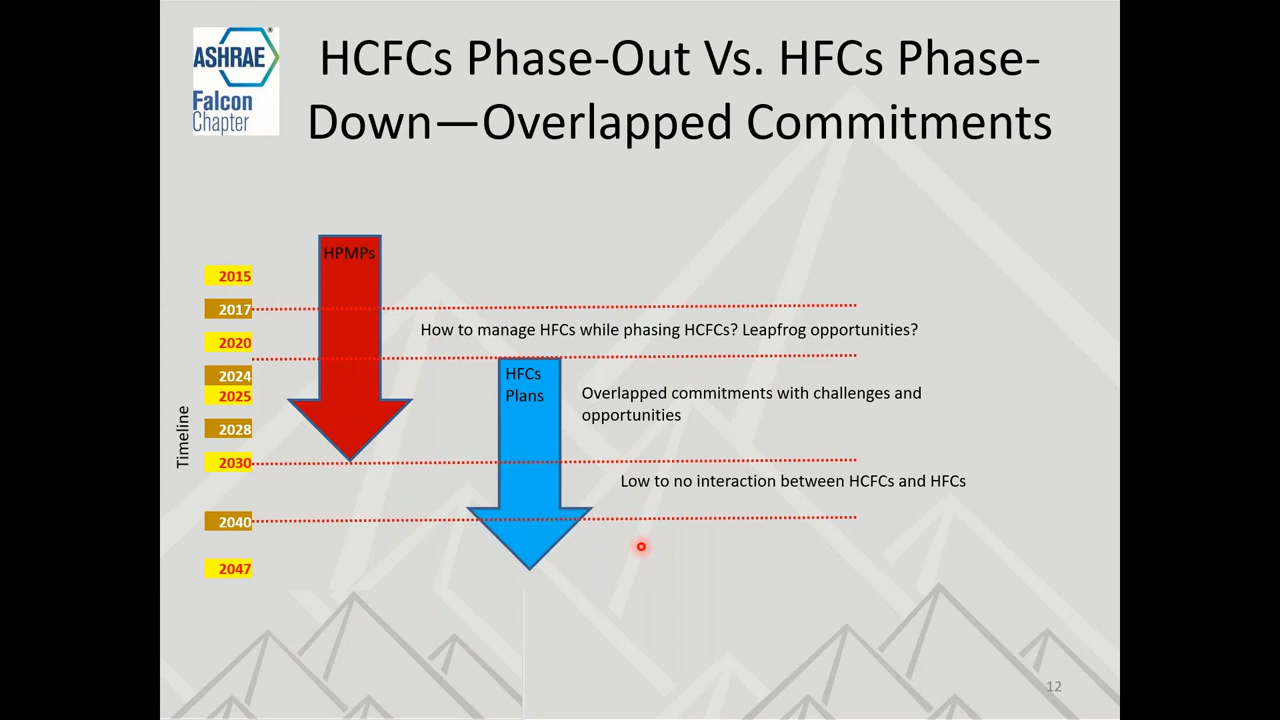 ASHRAE®
Falcon
Chapter
HCFCs Phase-Out Vs. HFCs Phase-
Down—Overlapped Commitments
HPMPs
2015
2017
How to manage HFCs while phasing HCFCs? Leapfrog opportunities?
2020
HFCs
Plans
2024
2025
Overlapped commitments with challenges and
opportunities
Timeline
2028
2030
Low to no interaction between HCFCs and HFCs
2040
2047
12